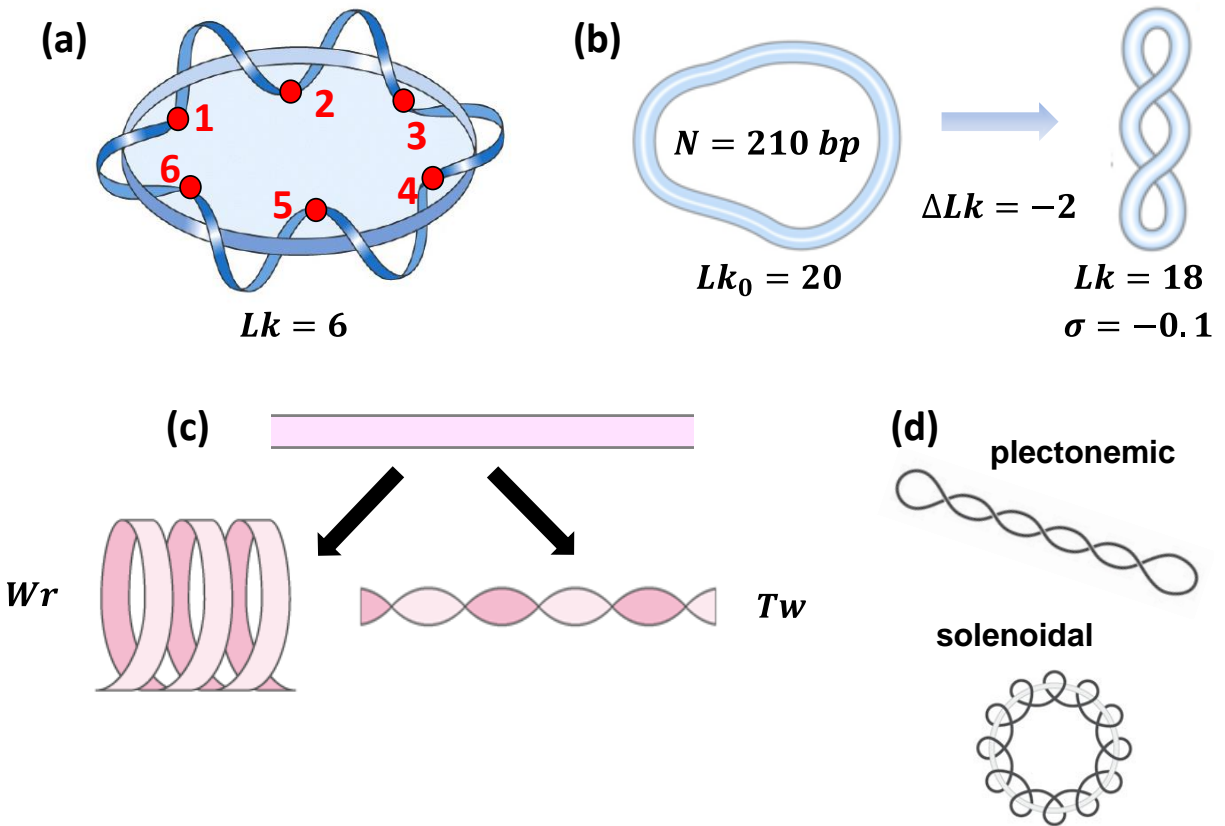 (a)
1
2
3
4
5
6
Lk = 6
(b)
N = 210 bp
Lk₀ = 20
ΔLk = −2
Lk = 18
σ = −0.1
(c)
Wr
Tw
(d)
plectonemic
solenoidal